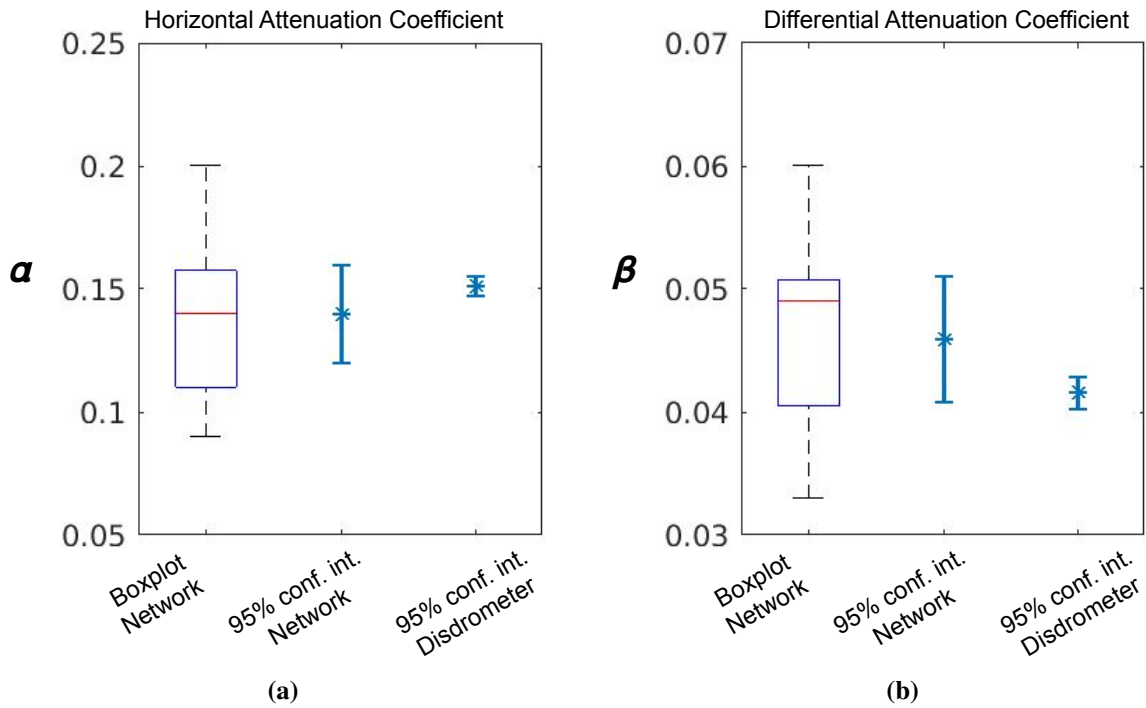 Horizontal Attenuation Coefficient
0.25
0.2
0.15
0.1
0.05
α
Boxplot
Network
95% conf. int.
Network
95% conf. int.
Disdrometer
(a)
Differential Attenuation Coefficient
0.07
0.06
0.05
0.04
0.03
β
Boxplot
Network
95% conf. int.
Network
95% conf. int.
Disdrometer
(b)